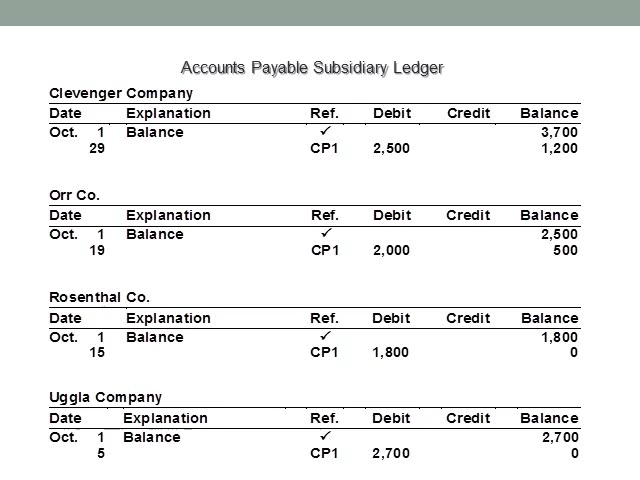 Accounts Payable Subsidiary Ledger
Clevenger Company
Date Explanation Ref. Debit Credit Balance
Oct. 1 Balance ✓ 3,700
29 CP1 2,500 1,200
Orr Co.
Date Explanation Ref. Debit Credit Balance
Oct. 1 Balance ✓ 2,500
19 CP1 2,000 500
Rosenthal Co.
Date Explanation Ref. Debit Credit Balance
Oct. 1 Balance ✓ 1,800
15 CP1 1,800 0
Uggla Company
Date Explanation Ref. Debit Credit Balance
Oct. 1 Balance ✓ 2,700
5 CP1 2,700 0